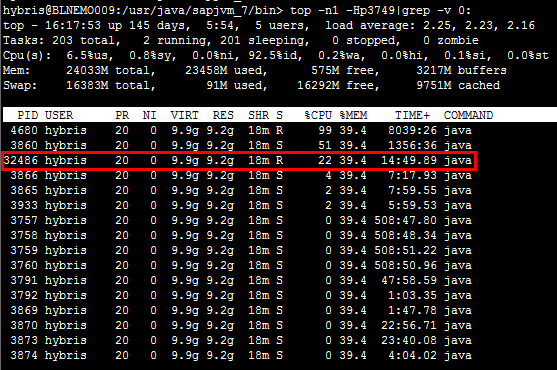 hybris@BLNEMO009:/usr/java/sapjvm_7/bin> top -n1 -Hp3749|grep -v 0:
top - 16:17:53 up 145 days,  5:54,  5 users,  load average: 2.25, 2.23, 2.16
Tasks: 203 total,   2 running, 201 sleeping,   0 stopped,   0 zombie
Cpu(s):  6.5%us,  0.8%sy,  0.0%ni, 92.5%id,  0.2%wa,  0.0%hi,  0.1%si,  0.0%st
Mem:     24033M total,    23458M used,      575M free,     3217M buffers
Swap:    16383M total,       91M used,    16292M free,     9751M cached
PID USER      PR  NI  VIRT  RES  SHR S   %CPU %MEM    TIME+  COMMAND
4680 hybris    20   0  9.9g 9.2g  18m R     99 39.4   8039:26 java
3860 hybris    20   0  9.9g 9.2g  18m S     51 39.4   1356:36 java
32486 hybris    20   0  9.9g 9.2g  18m R     22 39.4  14:49.89 java
3866 hybris    20   0  9.9g 9.2g  18m S      4 39.4   7:17.93 java
3865 hybris    20   0  9.9g 9.2g  18m S      2 39.4   7:59.55 java
3933 hybris    20   0  9.9g 9.2g  18m S      2 39.4   5:59.53 java
3757 hybris    20   0  9.9g 9.2g  18m S      0 39.4 508:47.80 java
3758 hybris    20   0  9.9g 9.2g  18m S      0 39.4 508:48.34 java
3759 hybris    20   0  9.9g 9.2g  18m S      0 39.4 508:51.22 java
3760 hybris    20   0  9.9g 9.2g  18m S      0 39.4 508:50.96 java
3791 hybris    20   0  9.9g 9.2g  18m S      0 39.4  47:58.59 java
3792 hybris    20   0  9.9g 9.2g  18m S      0 39.4   1:03.35 java
3869 hybris    20   0  9.9g 9.2g  18m S      0 39.4   1:47.78 java
3870 hybris    20   0  9.9g 9.2g  18m S      0 39.4  22:56.71 java
3873 hybris    20   0  9.9g 9.2g  18m S      0 39.4  23:40.08 java
3874 hybris    20   0  9.9g 9.2g  18m S      0 39.4   4:04.02 java